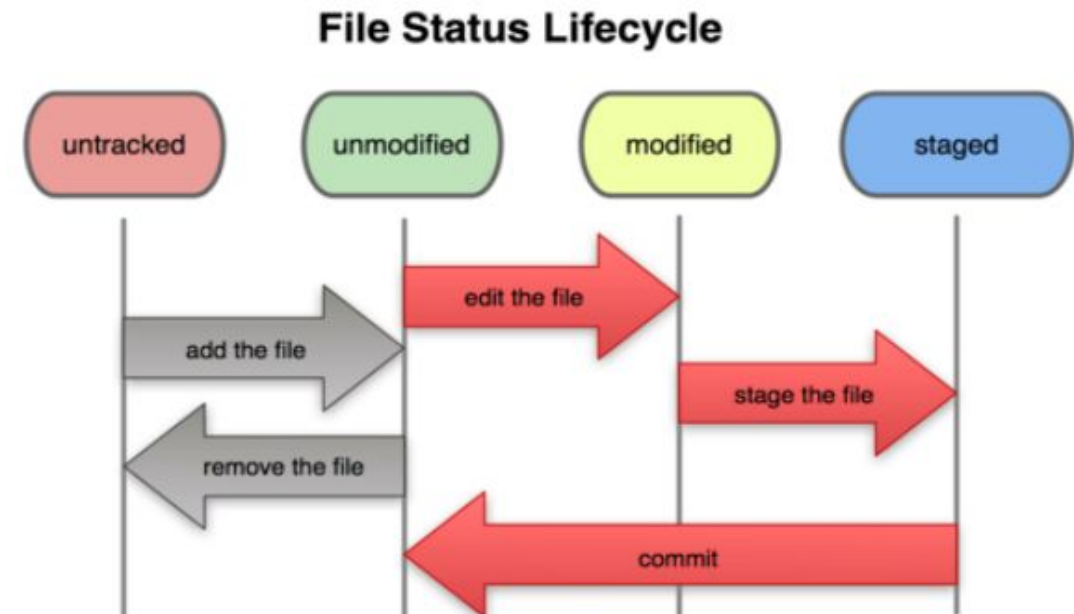 File Status Lifecycle
untracked
unmodified
modified
staged
edit the file
add the file
stage the file
remove the file
commit